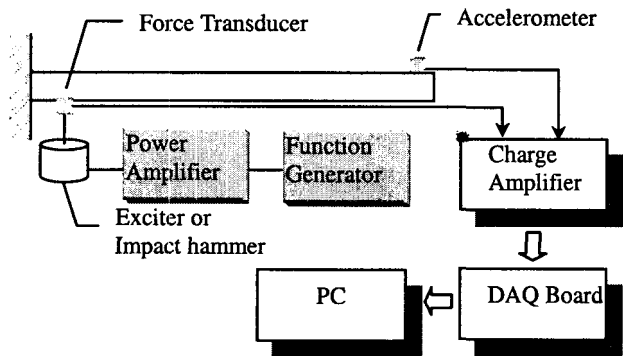 Force Transducer
Accelerometer
Power
Amplifier
Function
Generator
Charge
Amplifier
Exciter or
Impact hammer
PC
DAQ Board